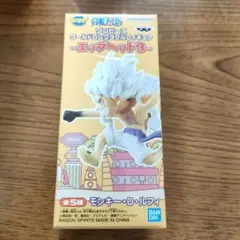 ワンピース
ワールドコレクタブルフィギュア
－エッグヘッド3－
全5種
モンキー・D・ルフィ
BANDAI SPIRITS MADE IN CHINA
BANDAI